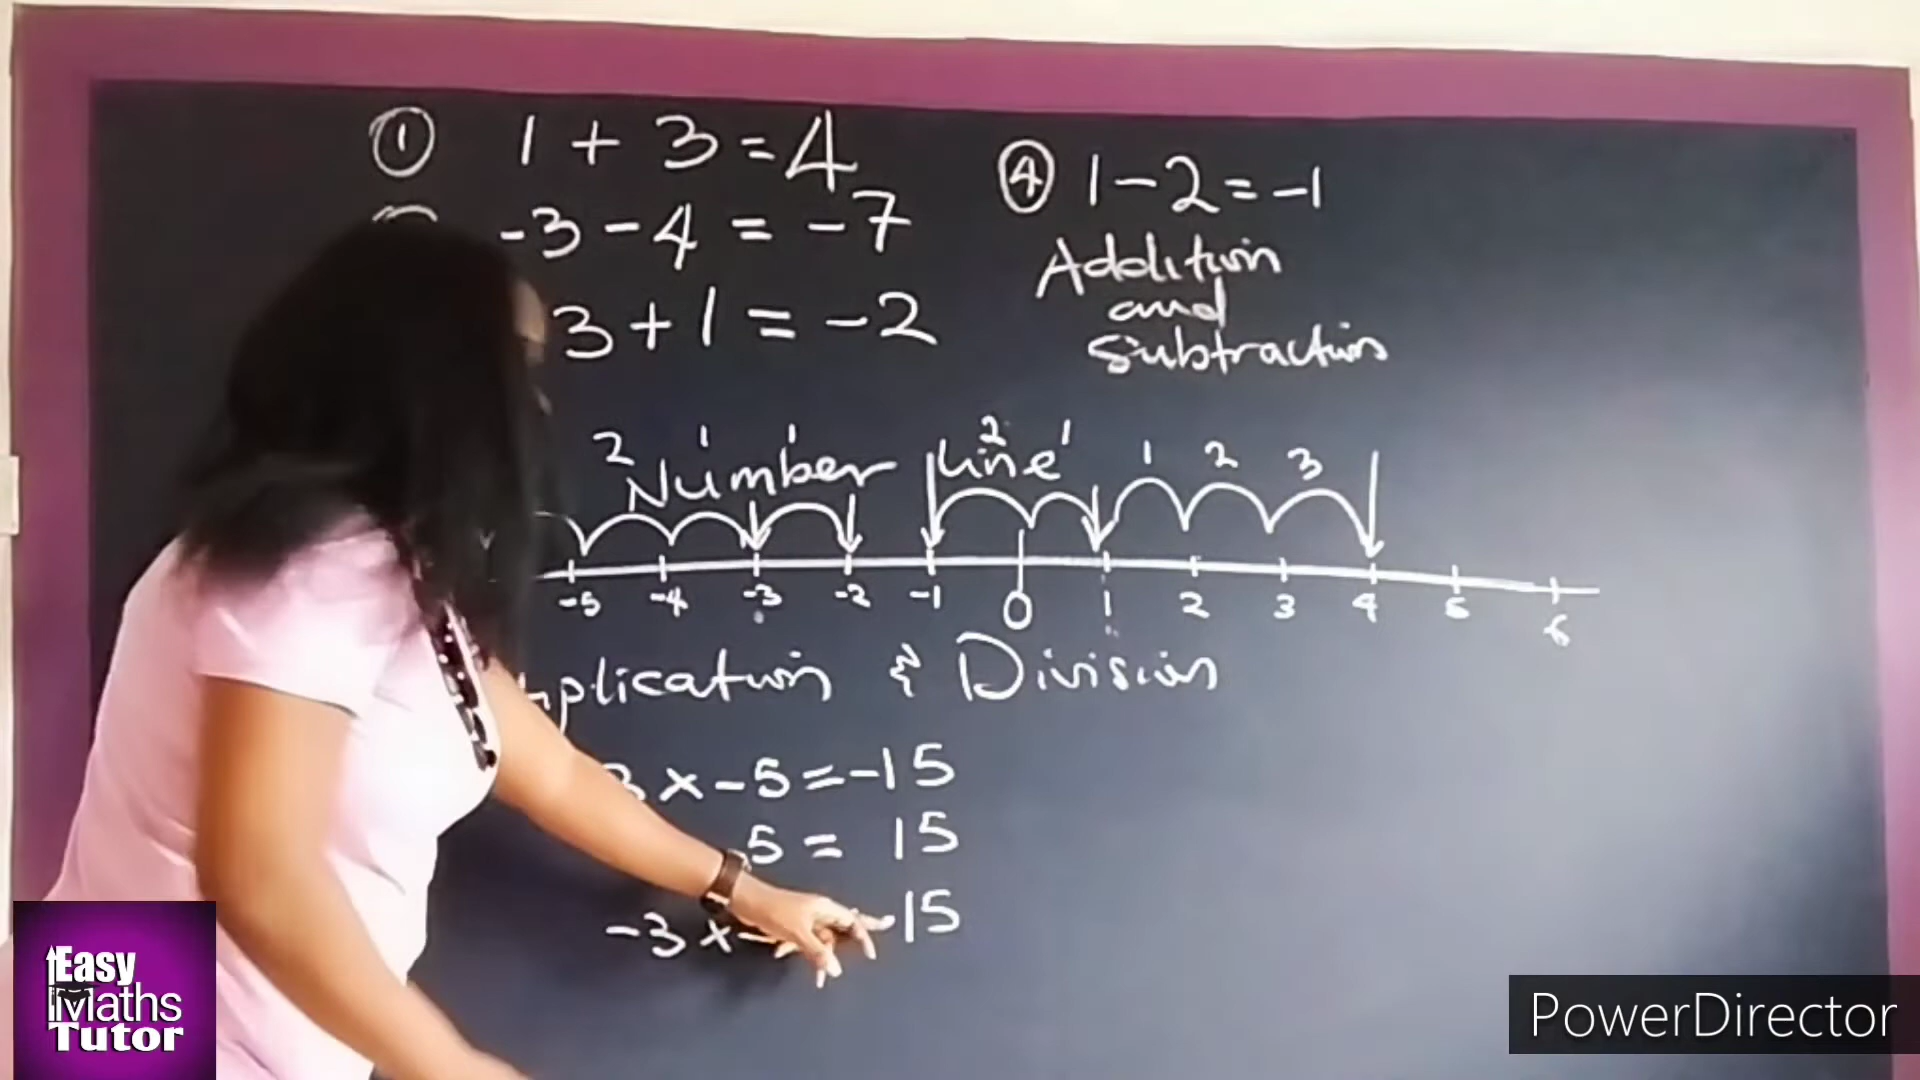 ① 1 + 3 = 4
-3 - 4 = -7
3 + 1 = -2
④ 1 - 2 = -1
Addition
and
Subtraction
2 1 1 2 1 1 2 3
Number Line
-5 -4 -3 -2 -1 0 1 2 3 4 5 6
plication & Division
3 x -5 = -15
5 = 15
-3 x - 15
Easy
Maths
Tutor
PowerDirector